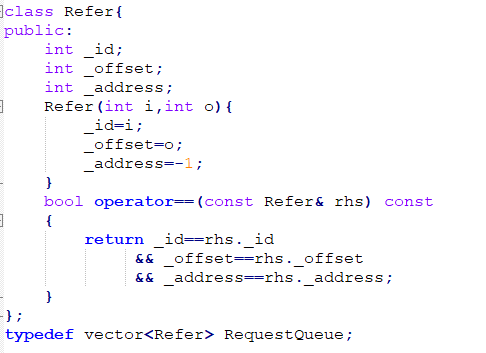 class Refer{
public:
    int _id;
    int _offset;
    int _address;
    Refer(int i,int o){
        _id=i;
        _offset=o;
        _address=-1;
    }
    bool operator==(const Refer& rhs) const
    {
        return _id==rhs._id
             && _offset==rhs._offset
             && _address==rhs._address;
    }
};
typedef vector<Refer> RequestQueue;